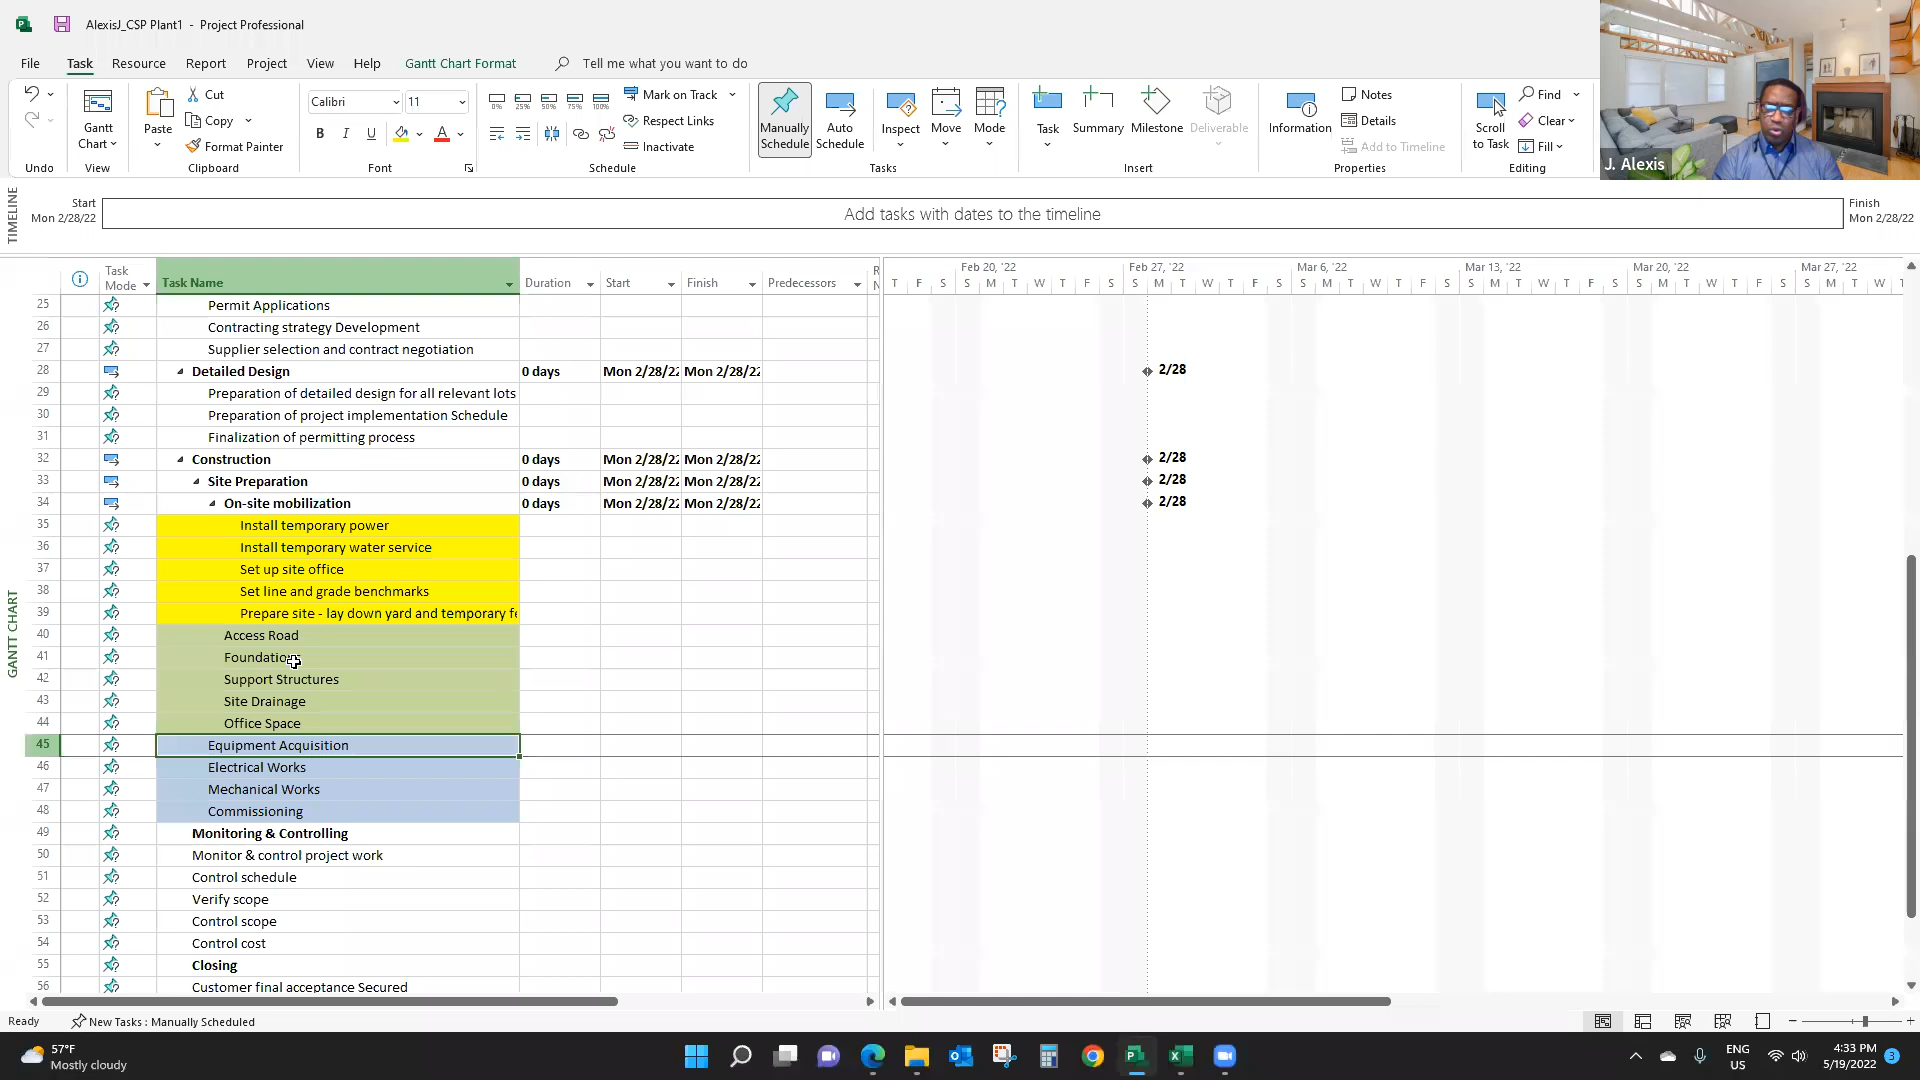 AlexisJ_CSP Plant1 - Project Professional
File Task Resource Report Project View Help Gantt Chart Format Tell me what you want to do
Undo
Gantt Chart
View
Paste
Cut
Copy
Format Painter
Clipboard
Calibri 11
B I U A
Font
0% 25% 50% 75% 100%
Mark on Track
Respect Links
Inactivate
Schedule
Manually Schedule
Auto Schedule
Inspect
Move
Mode
Tasks
Task
Summary
Milestone
Deliverable
Insert
Information
Notes
Details
Add to Timeline
Properties
Scroll to Task
Find
Clear
Fill
Editing
J. Alexis
TIMELINE
Start
Mon 2/28/22
Add tasks with dates to the timeline
Finish
Mon 2/28/22
GANTT CHART
Task Mode Task Name Duration Start Finish Predecessors R N
Feb 20, '22 Feb 27, '22 Mar 6, '22 Mar 13, '22 Mar 20, '22 Mar 27, '22
T F S S M T W T F S S M T W T F S S M T W T F S S M T W T F S S M T W T F S S M T W T
25 Permit Applications
26 Contracting strategy Development
27 Supplier selection and contract negotiation
28 Detailed Design 0 days Mon 2/28/22 Mon 2/28/22 2/28
29 Preparation of detailed design for all relevant lots
30 Preparation of project implementation Schedule
31 Finalization of permitting process
32 Construction 0 days Mon 2/28/22 Mon 2/28/22 2/28
33 Site Preparation 0 days Mon 2/28/22 Mon 2/28/22 2/28
34 On-site mobilization 0 days Mon 2/28/22 Mon 2/28/22 2/28
35 Install temporary power
36 Install temporary water service
37 Set up site office
38 Set line and grade benchmarks
39 Prepare site - lay down yard and temporary fe
40 Access Road
41 Foundations
42 Support Structures
43 Site Drainage
44 Office Space
45 Equipment Acquisition
46 Electrical Works
47 Mechanical Works
48 Commissioning
49 Monitoring & Controlling
50 Monitor & control project work
51 Control schedule
52 Verify scope
53 Control scope
54 Control cost
55 Closing
56 Customer final acceptance Secured
Ready New Tasks : Manually Scheduled
57°F
Mostly cloudy
ENG
US
4:33 PM
5/19/2022
3